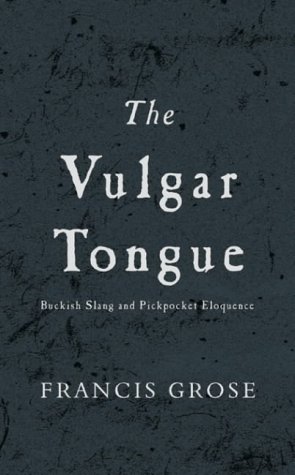 The
Vulgar
Tongue
Buckish Slang and Pickpocket Eloquence
FRANCIS GROSE